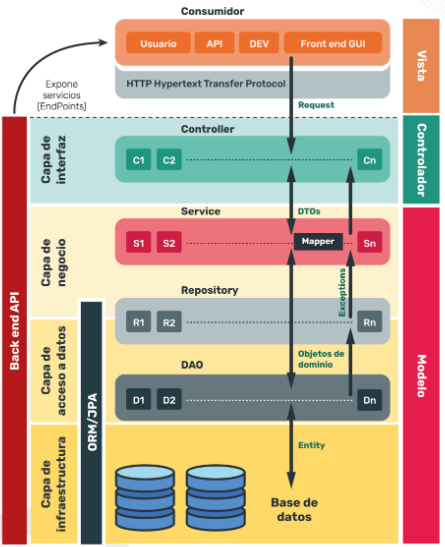 Consumidor
Usuario
API
DEV
Front end GUI
HTTP Hypertext Transfer Protocol
Expone
servicios
(EndPoints)
Request
Vista
Controller
C1
C2
Cn
Capa de
interfaz
Controlador
DTOs
Service
S1
S2
Mapper
Sn
Capa de
negocio
Exceptions
Repository
R1
R2
Rn
Objetos de
dominio
Capa de
acceso a datos
DAO
D1
D2
Dn
Back end API
ORM/JPA
Modelo
Entity
Capa de
infraestructura
Base de
datos